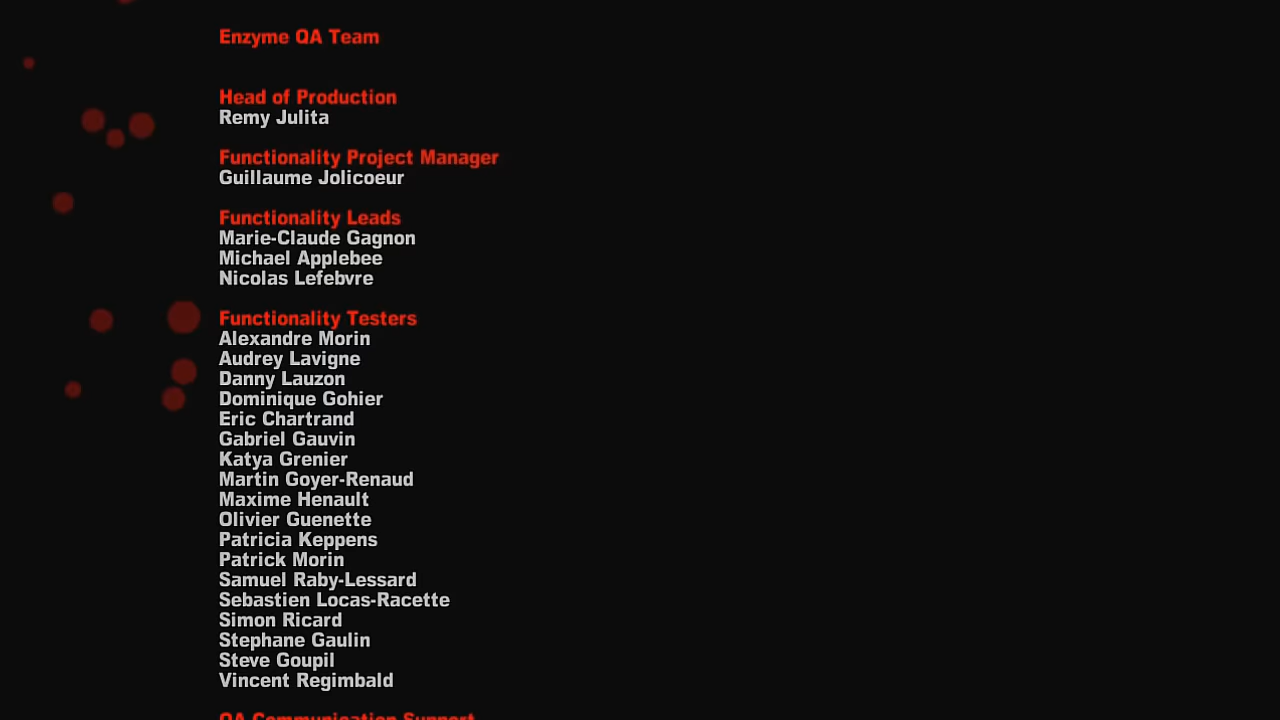 Enzyme QA Team
Head of Production
Remy Julita
Functionality Project Manager
Guillaume Jolicoeur
Functionality Leads
Marie-Claude Gagnon
Michael Applebee
Nicolas Lefebvre
Functionality Testers
Alexandre Morin
Audrey Lavigne
Danny Lauzon
Dominique Gohier
Eric Chartrand
Gabriel Gauvin
Katya Grenier
Martin Goyer-Renaud
Maxime Henault
Olivier Guenette
Patricia Keppens
Patrick Morin
Samuel Raby-Lessard
Sebastien Locas-Racette
Simon Ricard
Stephane Gaulin
Steve Goupil
Vincent Regimbald
QA Communication Support